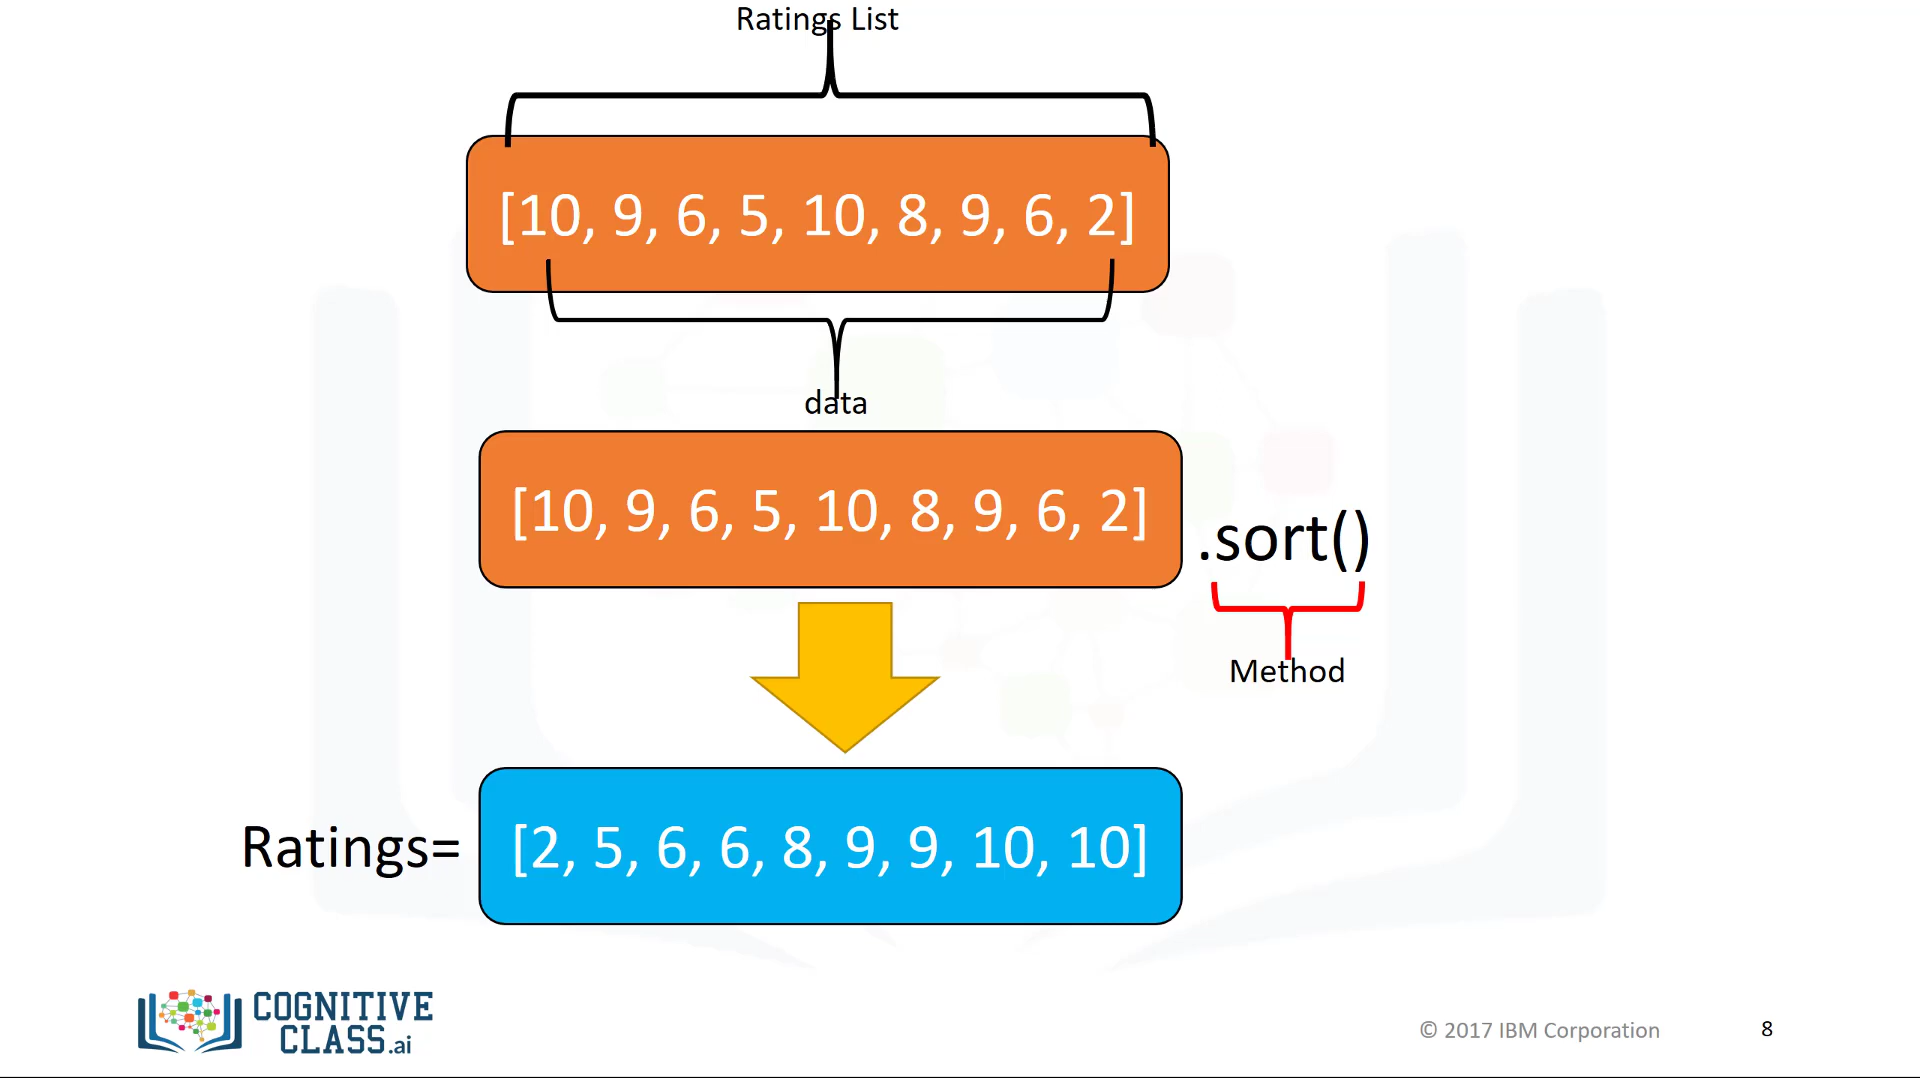 Ratings List
[10, 9, 6, 5, 10, 8, 9, 6, 2]
data
[10, 9, 6, 5, 10, 8, 9, 6, 2]
.sort()
Method
Ratings=
[2, 5, 6, 6, 8, 9, 9, 10, 10]
COGNITIVE
CLASS.ai
© 2017 IBM Corporation
8